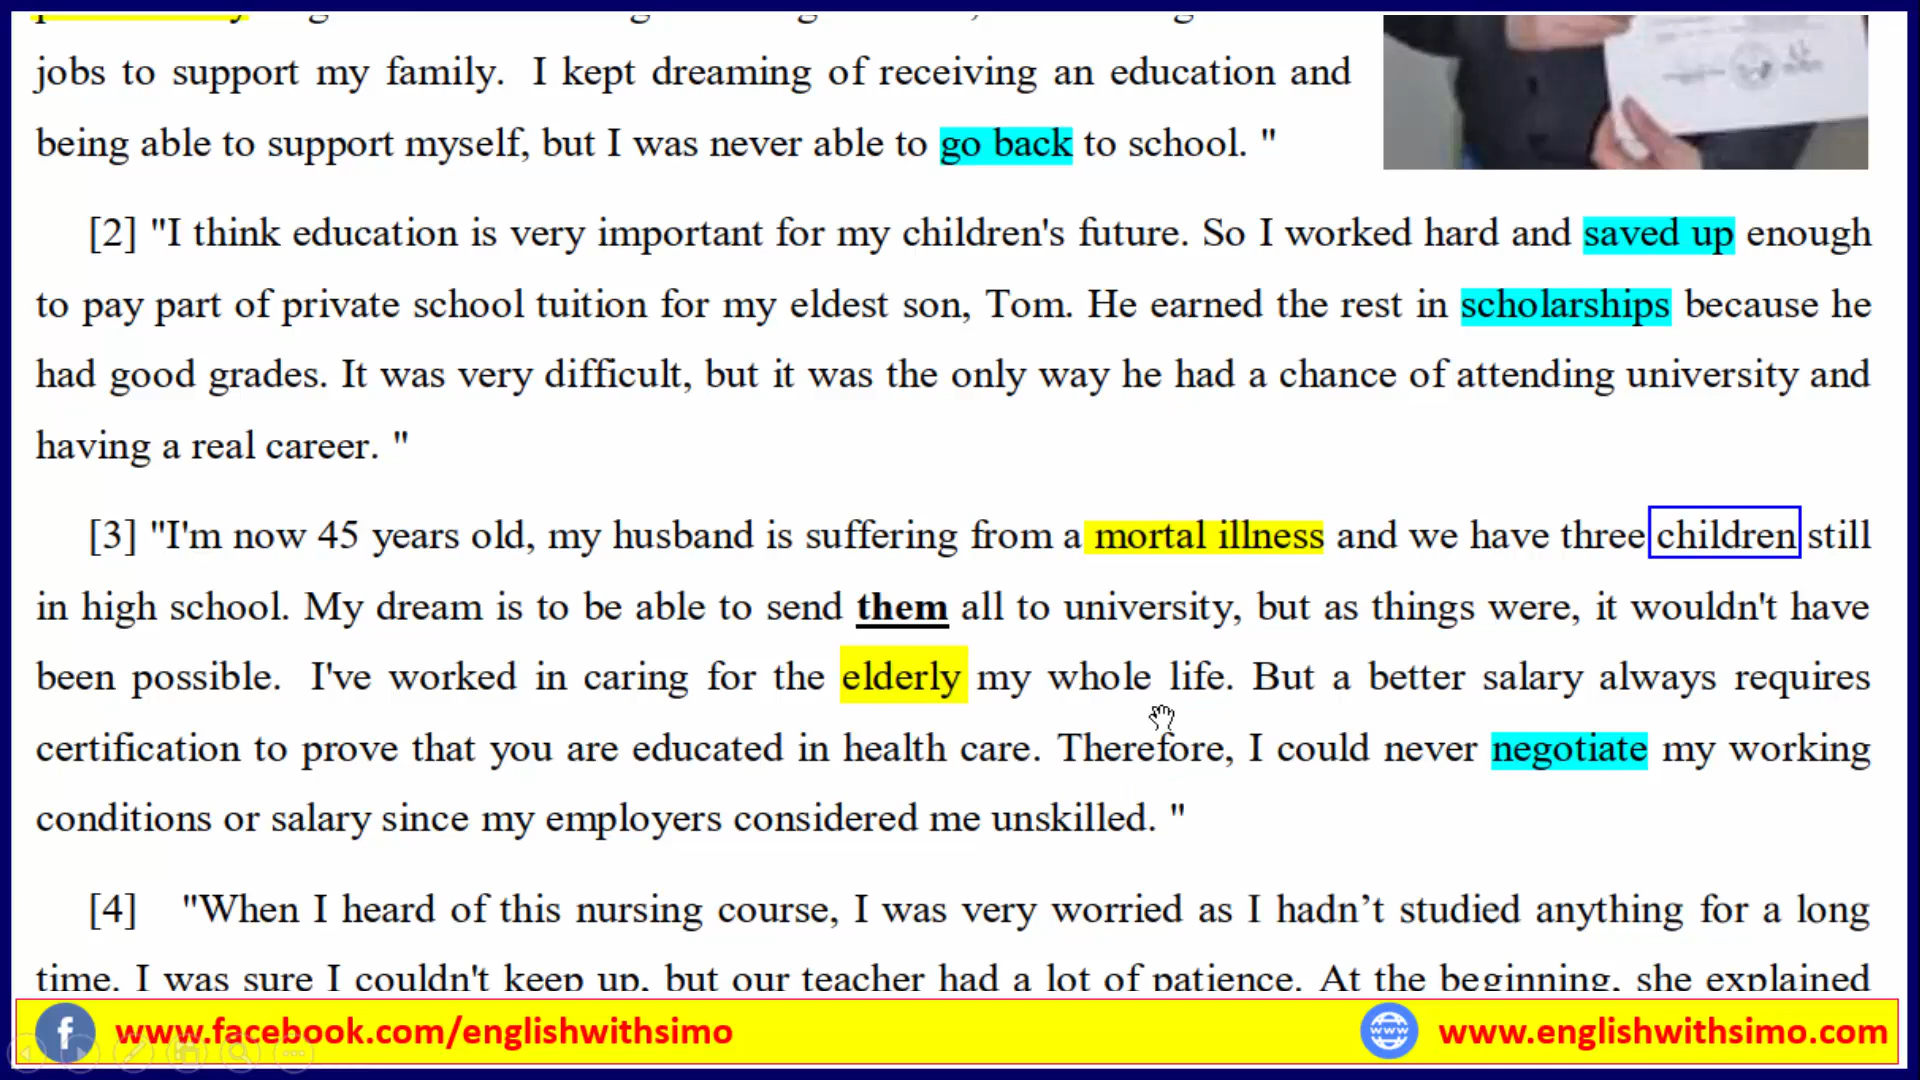 jobs to support my family. I kept dreaming of receiving an education and
being able to support myself, but I was never able to go back to school. "
[2] "I think education is very important for my children's future. So I worked hard and saved up enough
to pay part of private school tuition for my eldest son, Tom. He earned the rest in scholarships because he
had good grades. It was very difficult, but it was the only way he had a chance of attending university and
having a real career. "
[3] "I'm now 45 years old, my husband is suffering from a mortal illness and we have three children still
in high school. My dream is to be able to send them all to university, but as things were, it wouldn't have
been possible. I've worked in caring for the elderly my whole life. But a better salary always requires
certification to prove that you are educated in health care. Therefore, I could never negotiate my working
conditions or salary since my employers considered me unskilled. "
[4] "When I heard of this nursing course, I was very worried as I hadn’t studied anything for a long
time. I was sure I couldn't keep up, but our teacher had a lot of patience. At the beginning, she explained
f www.facebook.com/englishwithsimo
www www.englishwithsimo.com